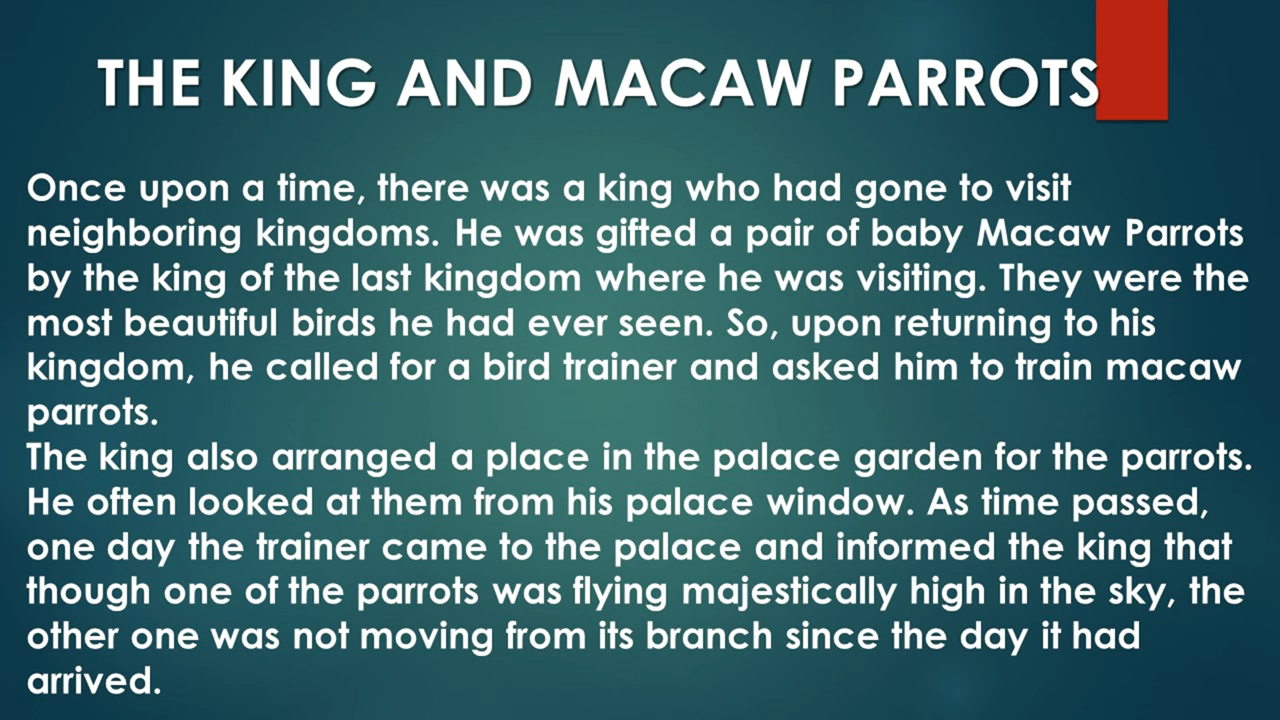 THE KING AND MACAW PARROTS
Once upon a time, there was a king who had gone to visit
neighboring kingdoms. He was gifted a pair of baby Macaw Parrots
by the king of the last kingdom where he was visiting. They were the
most beautiful birds he had ever seen. So, upon returning to his
kingdom, he called for a bird trainer and asked him to train macaw
parrots.
The king also arranged a place in the palace garden for the parrots.
He often looked at them from his palace window. As time passed,
one day the trainer came to the palace and informed the king that
though one of the parrots was flying majestically high in the sky, the
other one was not moving from its branch since the day it had
arrived.